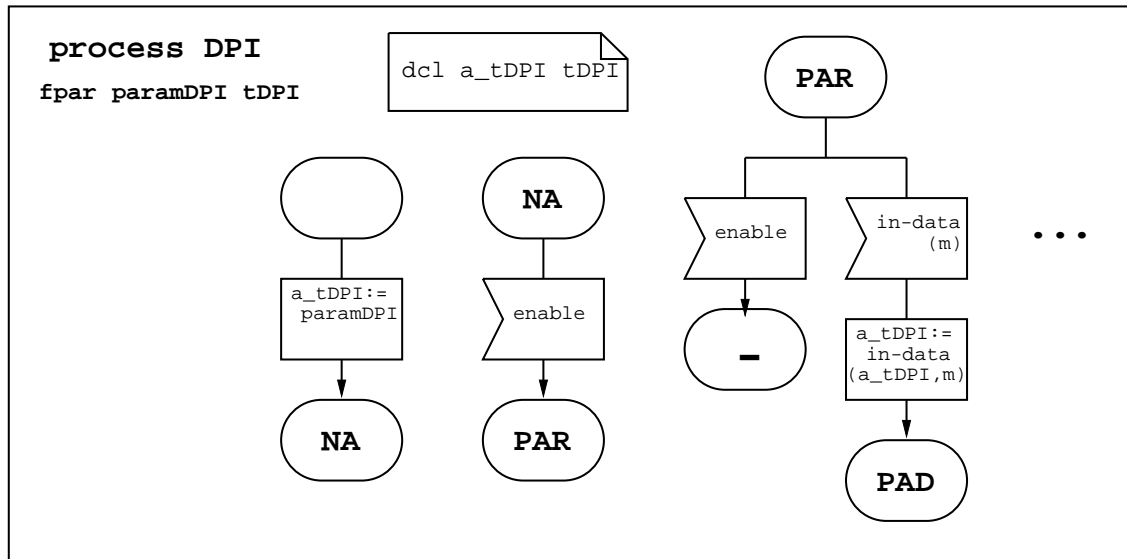 process DPI
fpar paramDPI tDPI
dcl a_tDPI tDPI
a_tDPI:=
paramDPI
NA
NA
enable
PAR
PAR
enable
-
in-data
(m)
a_tDPI:=
in-data
(a_tDPI,m)
PAD
...